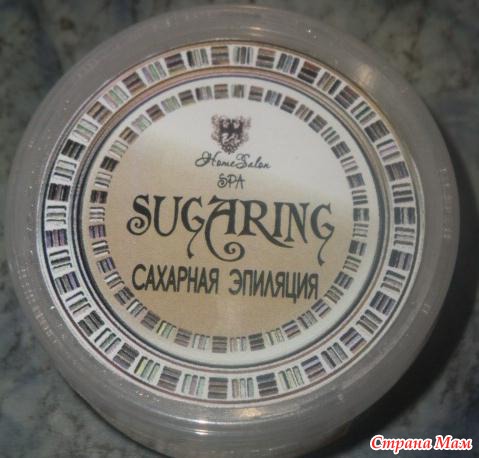 HomeSalon
SPA
SUGARING
САХАРНАЯ ЭПИЛЯЦИЯ
Страна Мам